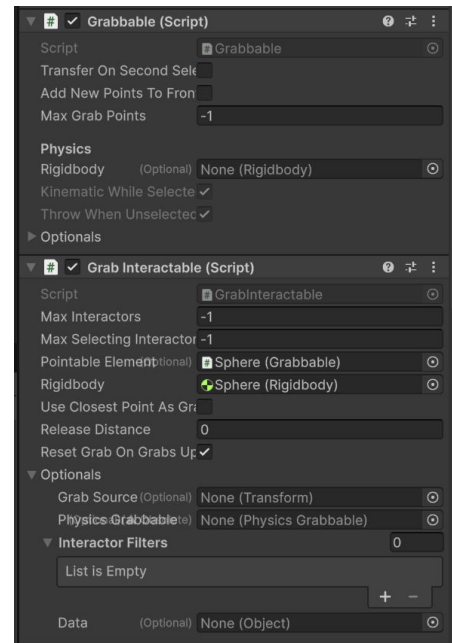 Grabbable (Script)
Script Grabbable
Transfer On Second Sele
Add New Points To Fron
Max Grab Points -1
Physics
Rigidbody (Optional) None (Rigidbody)
Kinematic While Selecte
Throw When Unselected
Optionals
Grab Interactable (Script)
Script GrabInteractable
Max Interactors -1
Max Selecting Interactor -1
Pointable Element (Optional) Sphere (Grabbable)
Rigidbody Sphere (Rigidbody)
Use Closest Point As Gra
Release Distance 0
Reset Grab On Grabs Up
Optionals
Grab Source (Optional) None (Transform)
Physics Grabbable None (Physics Grabbable)
Interactor Filters 0
List is Empty
+ −
Data (Optional) None (Object)